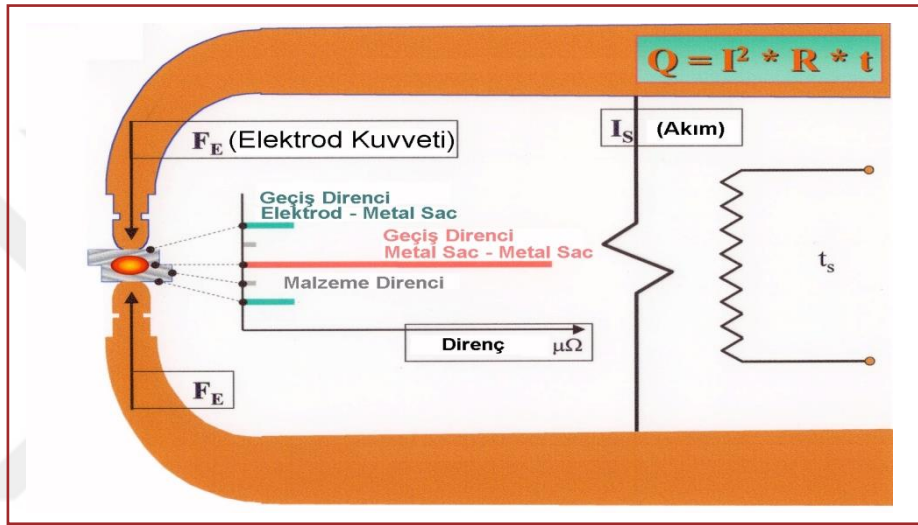 Q = I² * R * t
F_E (Elektrod Kuvveti)
I_S (Akım)
Geçiş Direnci
Elektrod - Metal Sac
Geçiş Direnci
Metal Sac - Metal Sac
Malzeme Direnci
t_s
Direnç µΩ
F_E